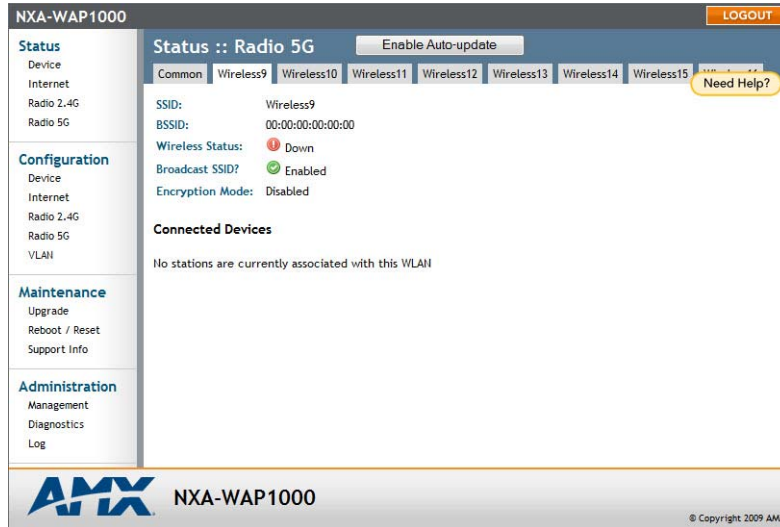 NXA-WAP1000
LOGOUT
Status
Device
Internet
Radio 2.4G
Radio 5G
Configuration
Device
Internet
Radio 2.4G
Radio 5G
VLAN
Maintenance
Upgrade
Reboot / Reset
Support Info
Administration
Management
Diagnostics
Log
Status :: Radio 5G
Enable Auto-update
Common Wireless9 Wireless10 Wireless11 Wireless12 Wireless13 Wireless14 Wireless15
Need Help?
SSID: Wireless9
BSSID: 00:00:00:00:00:00
Wireless Status: Down
Broadcast SSID? Enabled
Encryption Mode: Disabled
Connected Devices
No stations are currently associated with this WLAN
AMX NXA-WAP1000
© Copyright 2009 AM